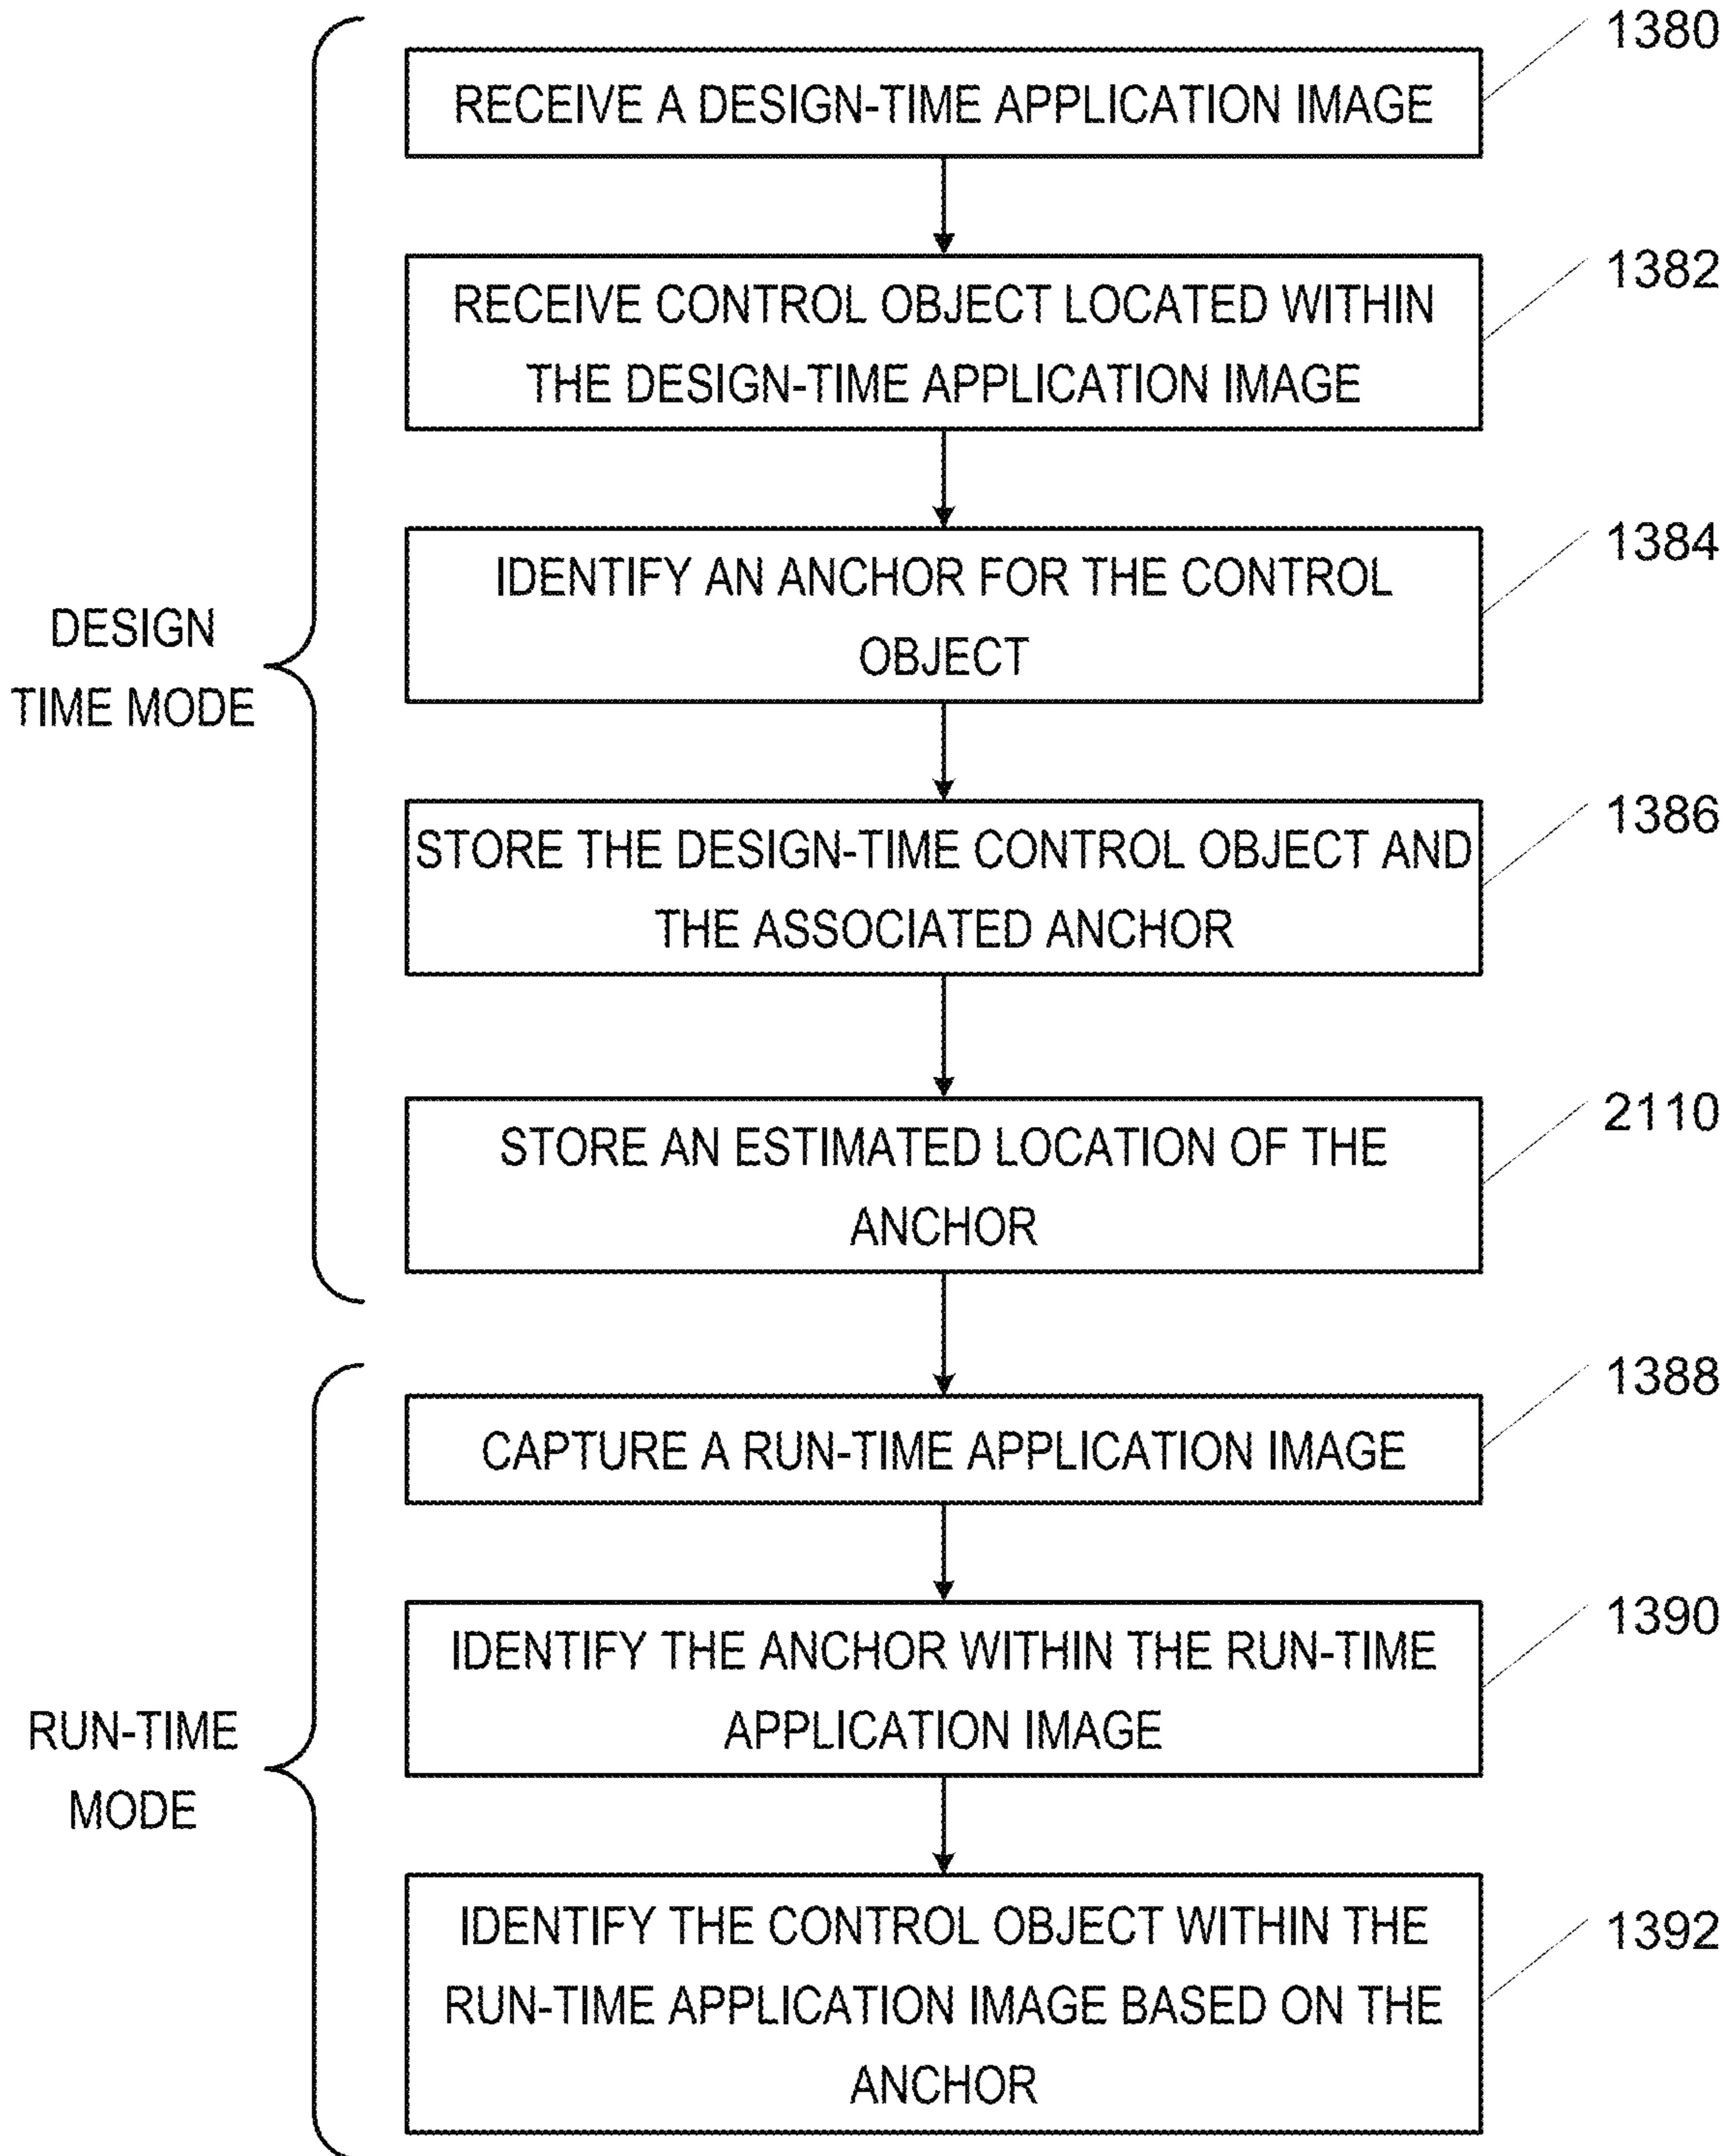 1380
RECEIVE A DESIGN-TIME APPLICATION IMAGE
1382
RECEIVE CONTROL OBJECT LOCATED WITHIN
THE DESIGN-TIME APPLICATION IMAGE
1384
IDENTIFY AN ANCHOR FOR THE CONTROL
OBJECT
DESIGN
TIME MODE
1386
STORE THE DESIGN-TIME CONTROL OBJECT AND
THE ASSOCIATED ANCHOR
2110
STORE AN ESTIMATED LOCATION OF THE
ANCHOR
1388
CAPTURE A RUN-TIME APPLICATION IMAGE
1390
IDENTIFY THE ANCHOR WITHIN THE RUN-TIME
APPLICATION IMAGE
RUN-TIME
MODE
1392
IDENTIFY THE CONTROL OBJECT WITHIN THE
RUN-TIME APPLICATION IMAGE BASED ON THE
ANCHOR